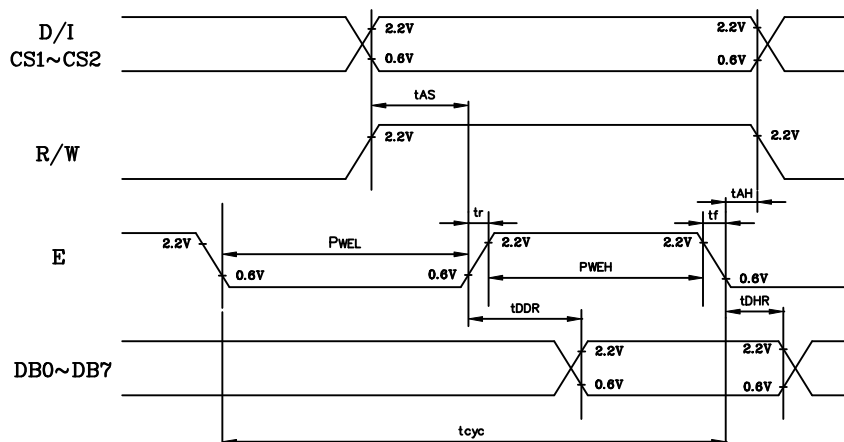 D/I
CS1~CS2
2.2V
2.2V
0.6V
0.6V
tAS
R/W
2.2V
2.2V
tAH
tr
tf
E
2.2V
PWEL
2.2V
2.2V
0.6V
0.6V
PWEH
0.6V
tDDR
tDHR
DB0~DB7
2.2V
2.2V
0.6V
0.6V
tcyc